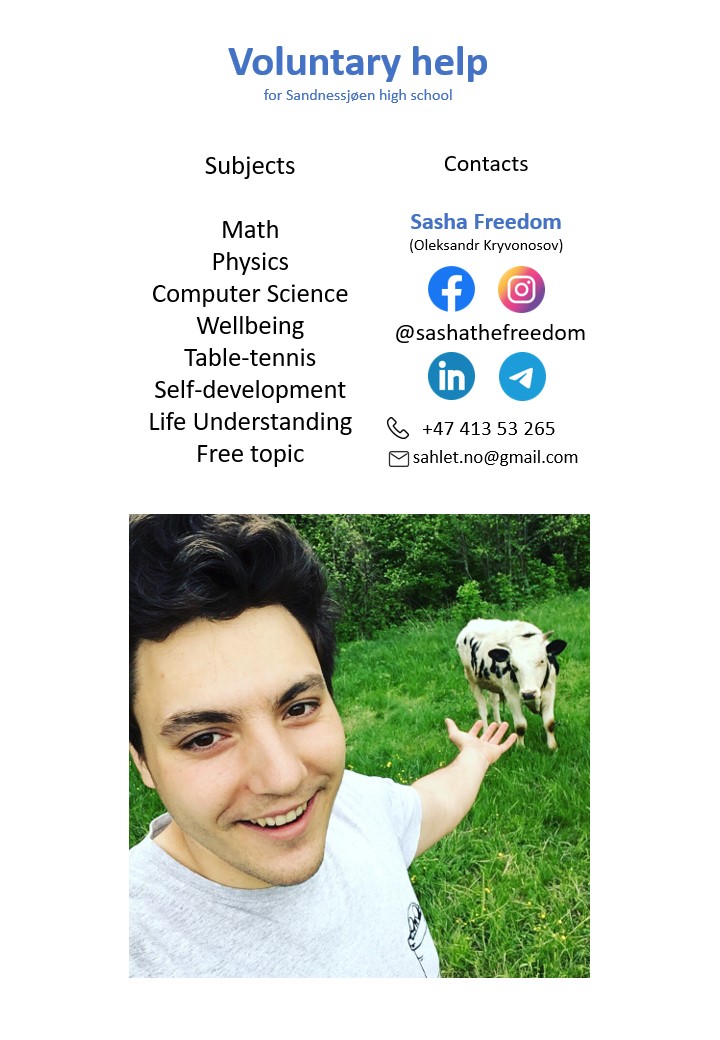 Voluntary help
for Sandnessjøen high school
Subjects
Math
Physics
Computer Science
Wellbeing
Table-tennis
Self-development
Life Understanding
Free topic
Contacts
Sasha Freedom
(Oleksandr Kryvonosov)
@sashathefreedom
in
+47 413 53 265
sahlet.no@gmail.com